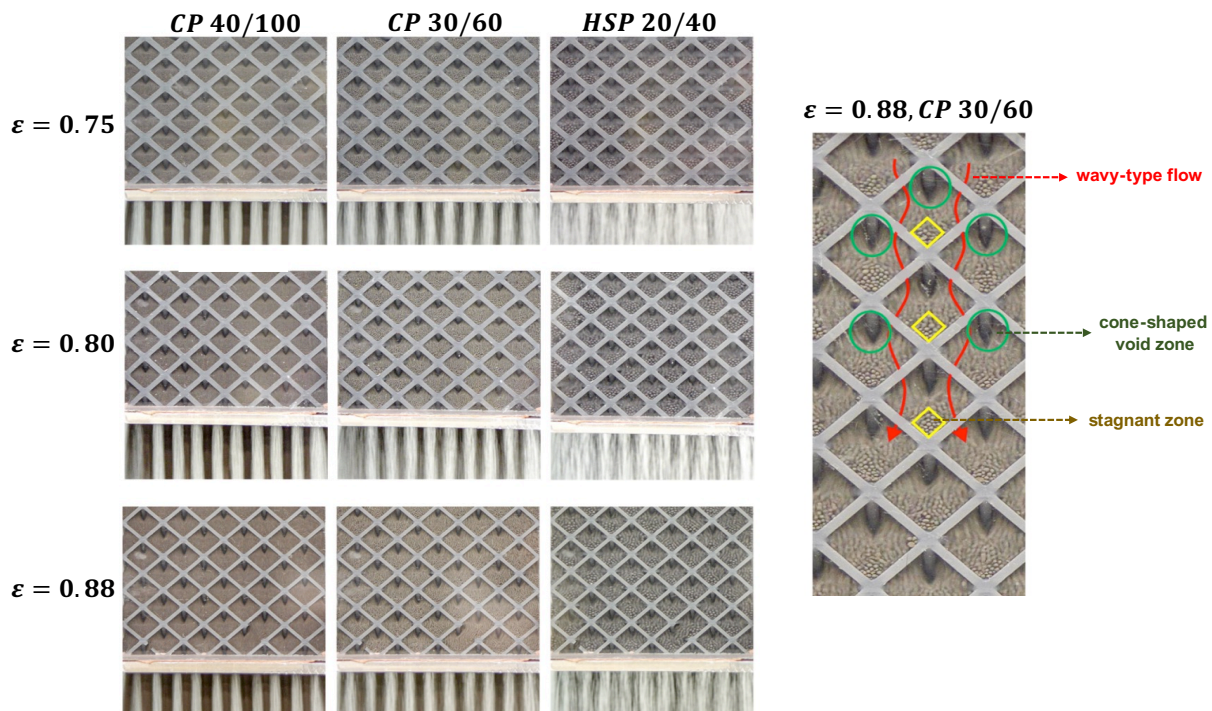 CP 40/100
CP 30/60
HSP 20/40
ε = 0.75
ε = 0.80
ε = 0.88
ε = 0.88, CP 30/60
wavy-type flow
cone-shaped
void zone
stagnant zone